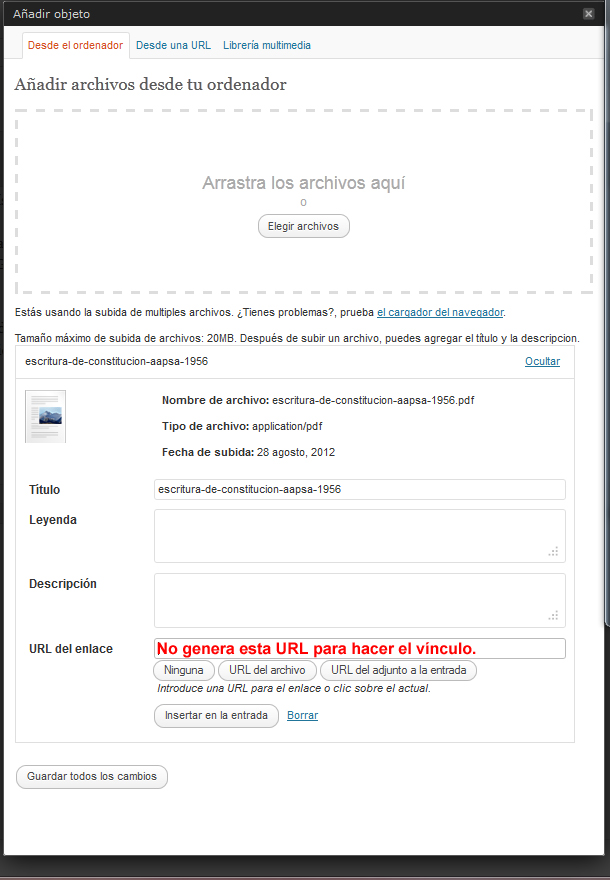 Añadir objeto
Desde el ordenador Desde una URL Librería multimedia
Añadir archivos desde tu ordenador
Arrastra los archivos aquí
o
Elegir archivos
Estás usando la subida de multiples archivos. ¿Tienes problemas?, prueba el cargador del navegador.
Tamaño máximo de subida de archivos: 20MB. Después de subir un archivo, puedes agregar el título y la descripcion.
escritura-de-constitucion-aapsa-1956 Ocultar
Nombre de archivo: escritura-de-constitucion-aapsa-1956.pdf
Tipo de archivo: application/pdf
Fecha de subida: 28 agosto, 2012
Título escritura-de-constitucion-aapsa-1956
Leyenda
Descripción
URL del enlace No genera esta URL para hacer el vínculo.
Ninguna URL del archivo URL del adjunto a la entrada
Introduce una URL para el enlace o clic sobre el actual.
Insertar en la entrada Borrar
Guardar todos los cambios